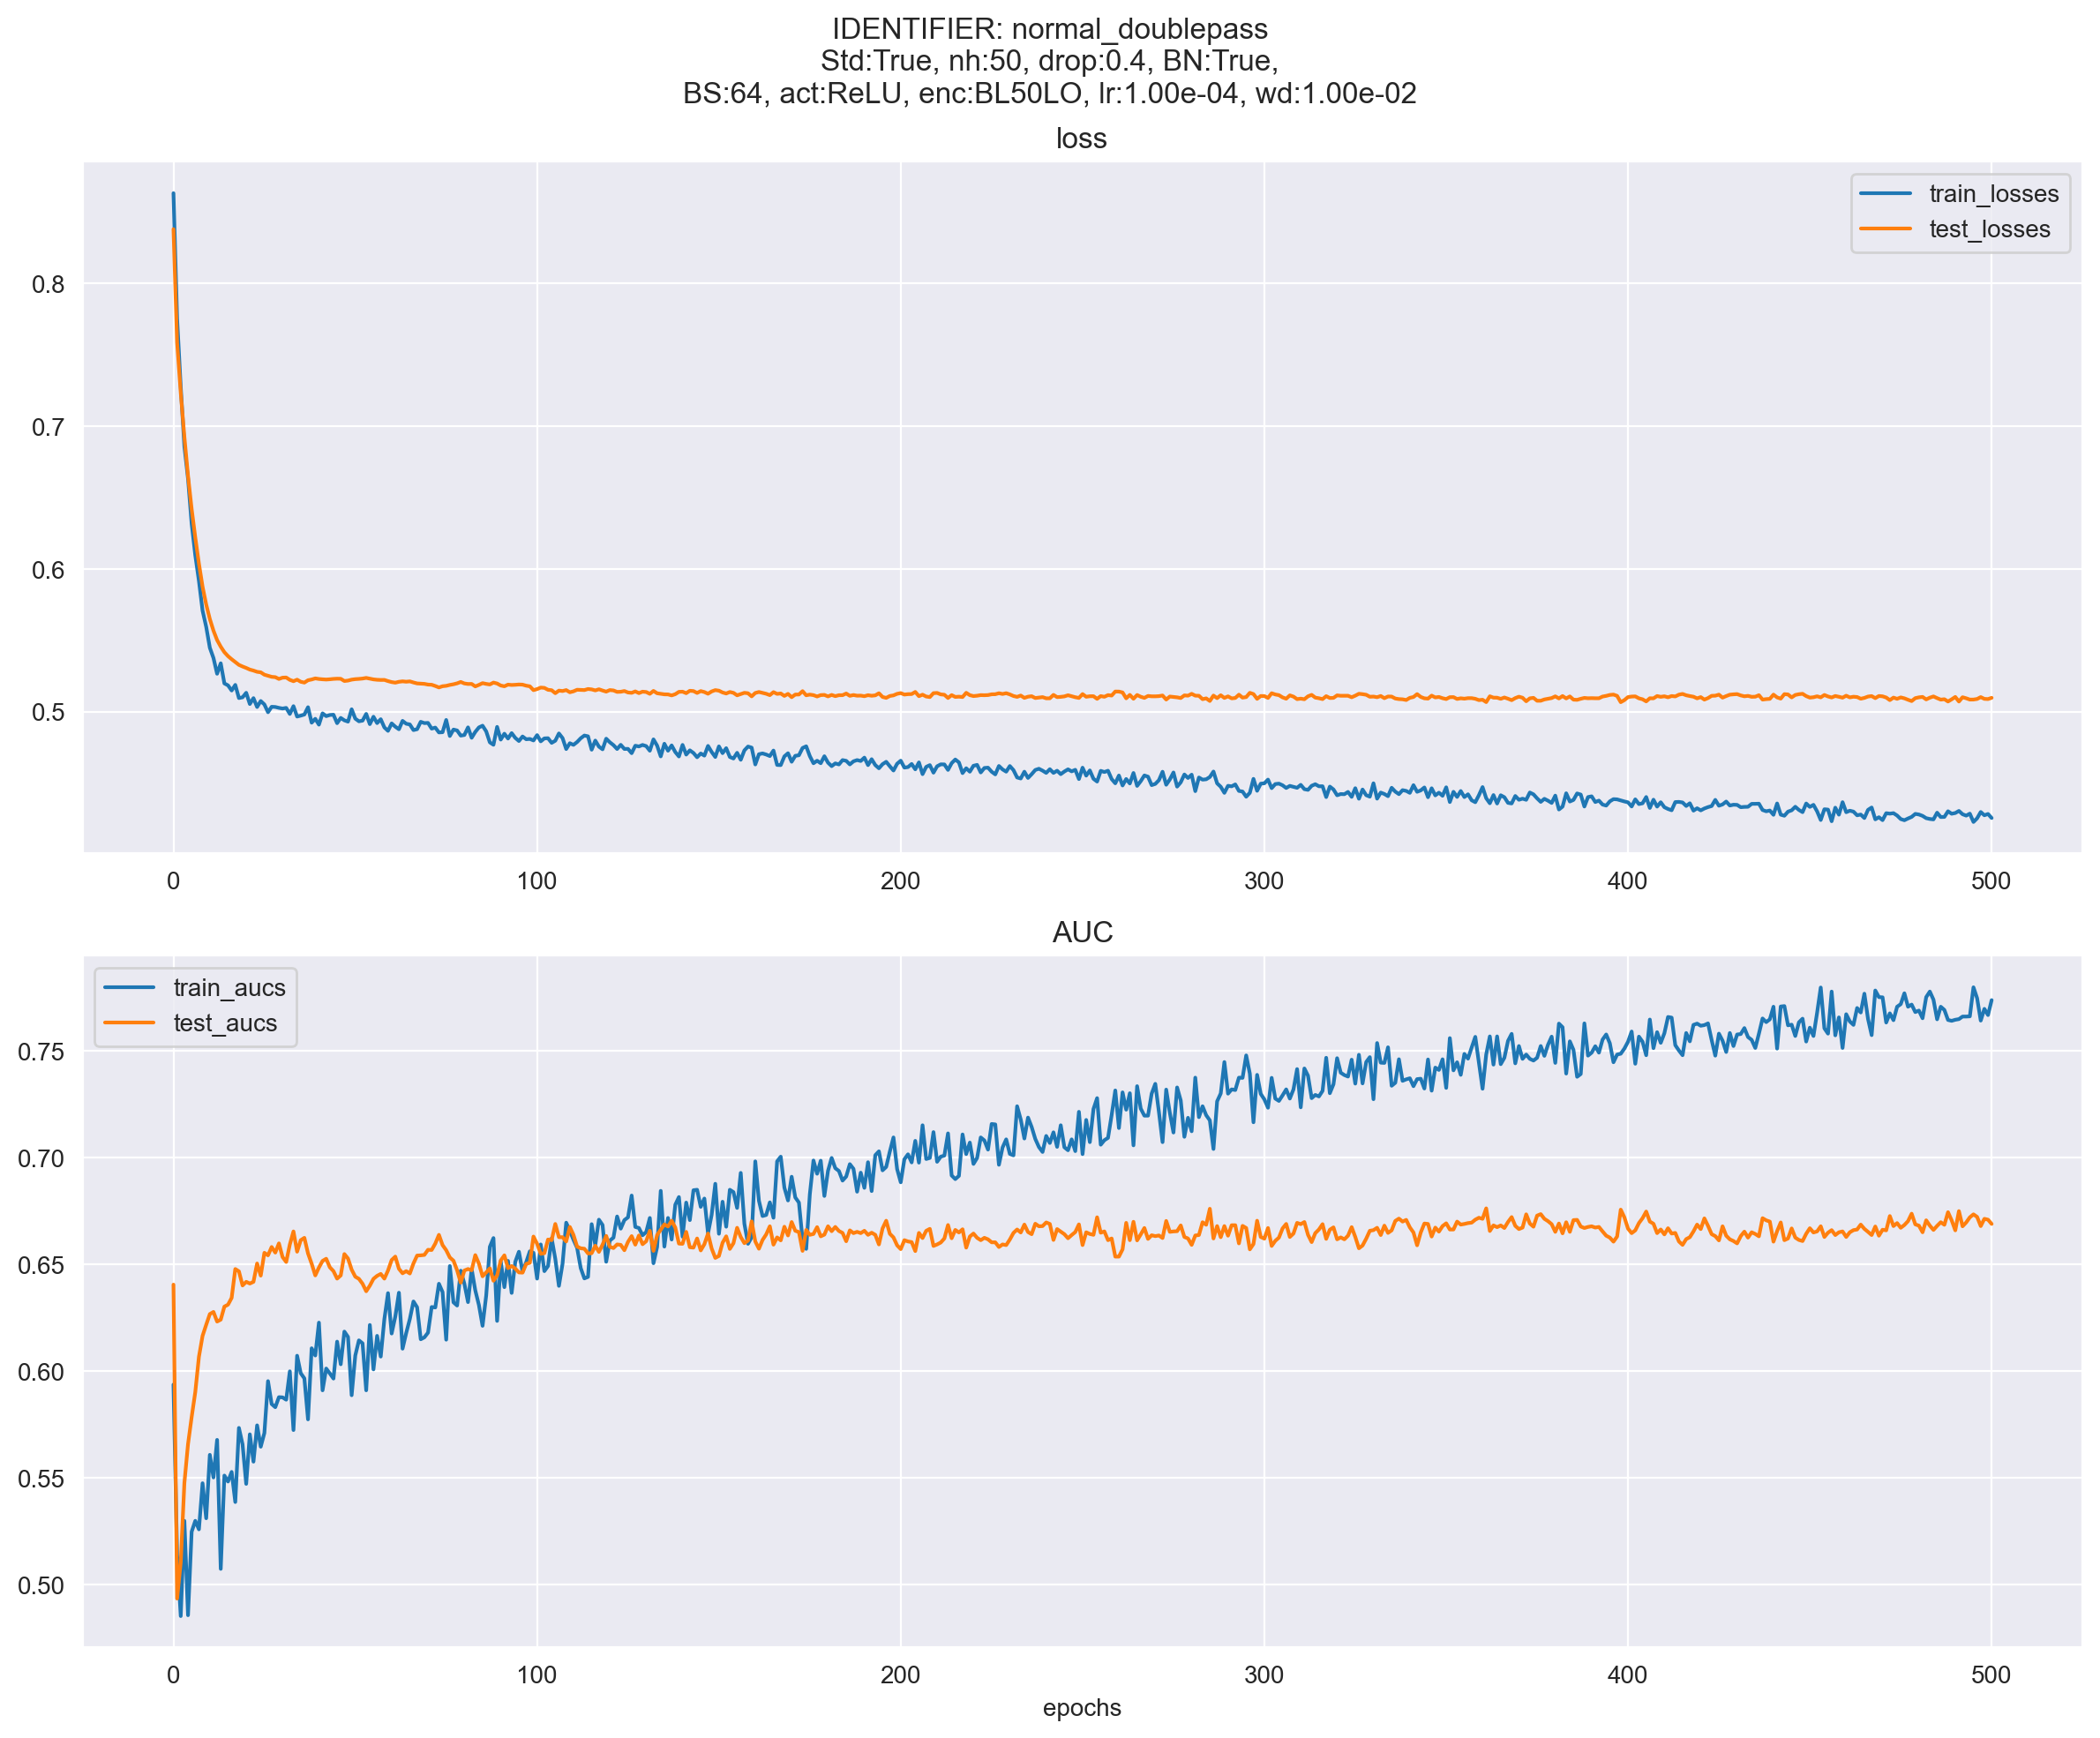 IDENTIFIER: normal_doublepass
Std:True, nh:50, drop:0.4, BN:True,
BS:64, act:ReLU, enc:BL50LO, lr:1.00e-04, wd:1.00e-02
loss
train_losses
test_losses
0.8
0.7
0.6
0.5
0 100 200 300 400 500
AUC
train_aucs
test_aucs
0.75
0.70
0.65
0.60
0.55
0.50
0 100 200 300 400 500
epochs